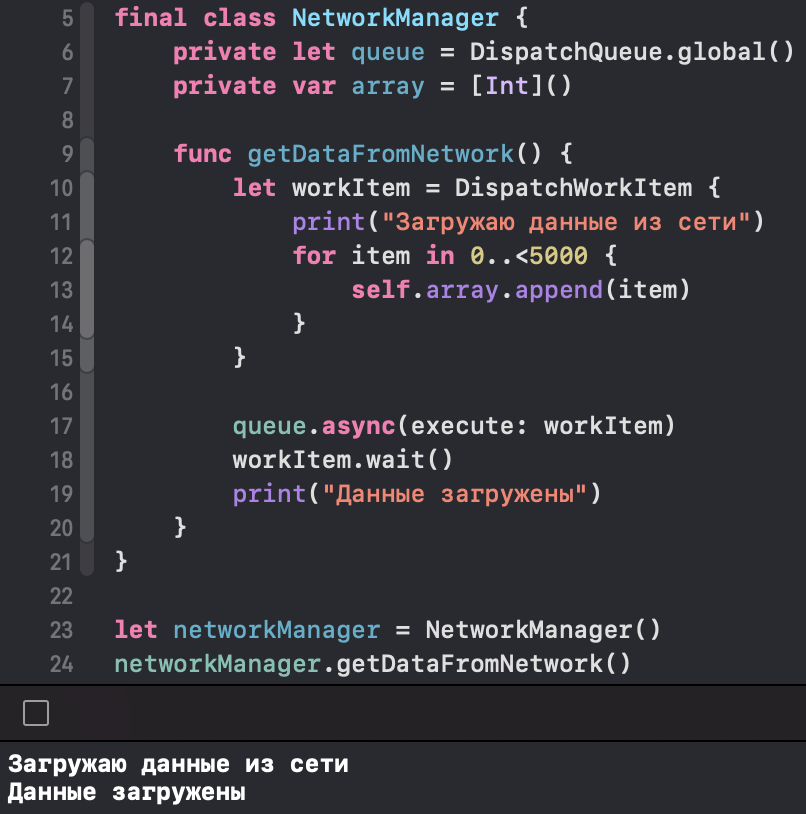 5 final class NetworkManager {
6 private let queue = DispatchQueue.global()
7 private var array = [Int]()
8
9 func getDataFromNetwork() {
10 let workItem = DispatchWorkItem {
11 print("Загружаю данные из сети")
12 for item in 0..<5000 {
13 self.array.append(item)
14 }
15 }
16
17 queue.async(execute: workItem)
18 workItem.wait()
19 print("Данные загружены")
20 }
21 }
22
23 let networkManager = NetworkManager()
24 networkManager.getDataFromNetwork()
Загружаю данные из сети
Данные загружены